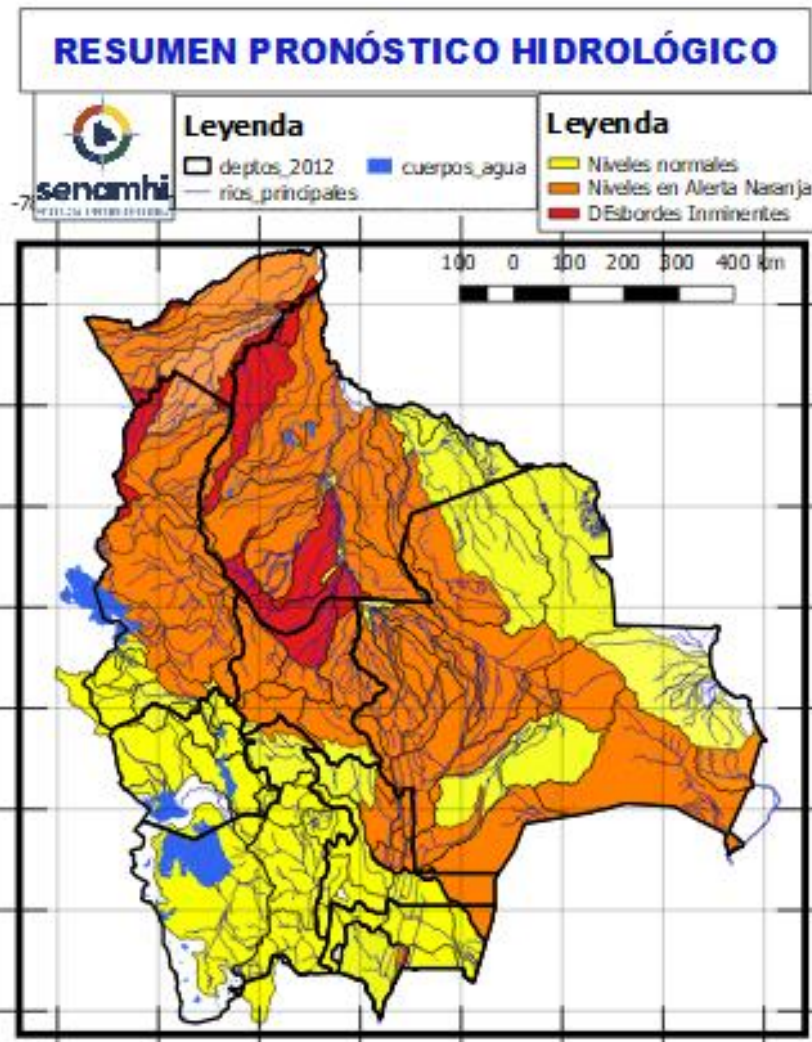 RESUMEN PRONÓSTICO HIDROLÓGICO
senamhi
Leyenda
deptos_2012
cuerpos_agua
rios_principales
Leyenda
Niveles normales
Niveles en Alerta Naranja
DEsbordes Inminentes
100 0 100 200 300 400 km